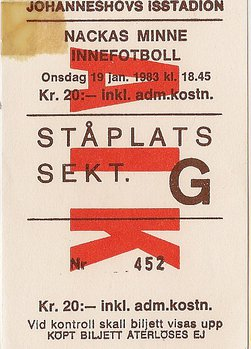 JOHANNESHOVS ISSTADION
NACKAS MINNE
INNEFOTBOLL
Onsdag 19 jan. 1983 kl. 18.45
Kr. 20:— inkl. adm.kostn.
AIK
STÅPLATS
SEKT. G
Nr 452
Kr. 20:— inkl. adm.kostn.
Vid kontroll skall biljett visas upp
KÖPT BILJETT ÅTERLÖSES EJ